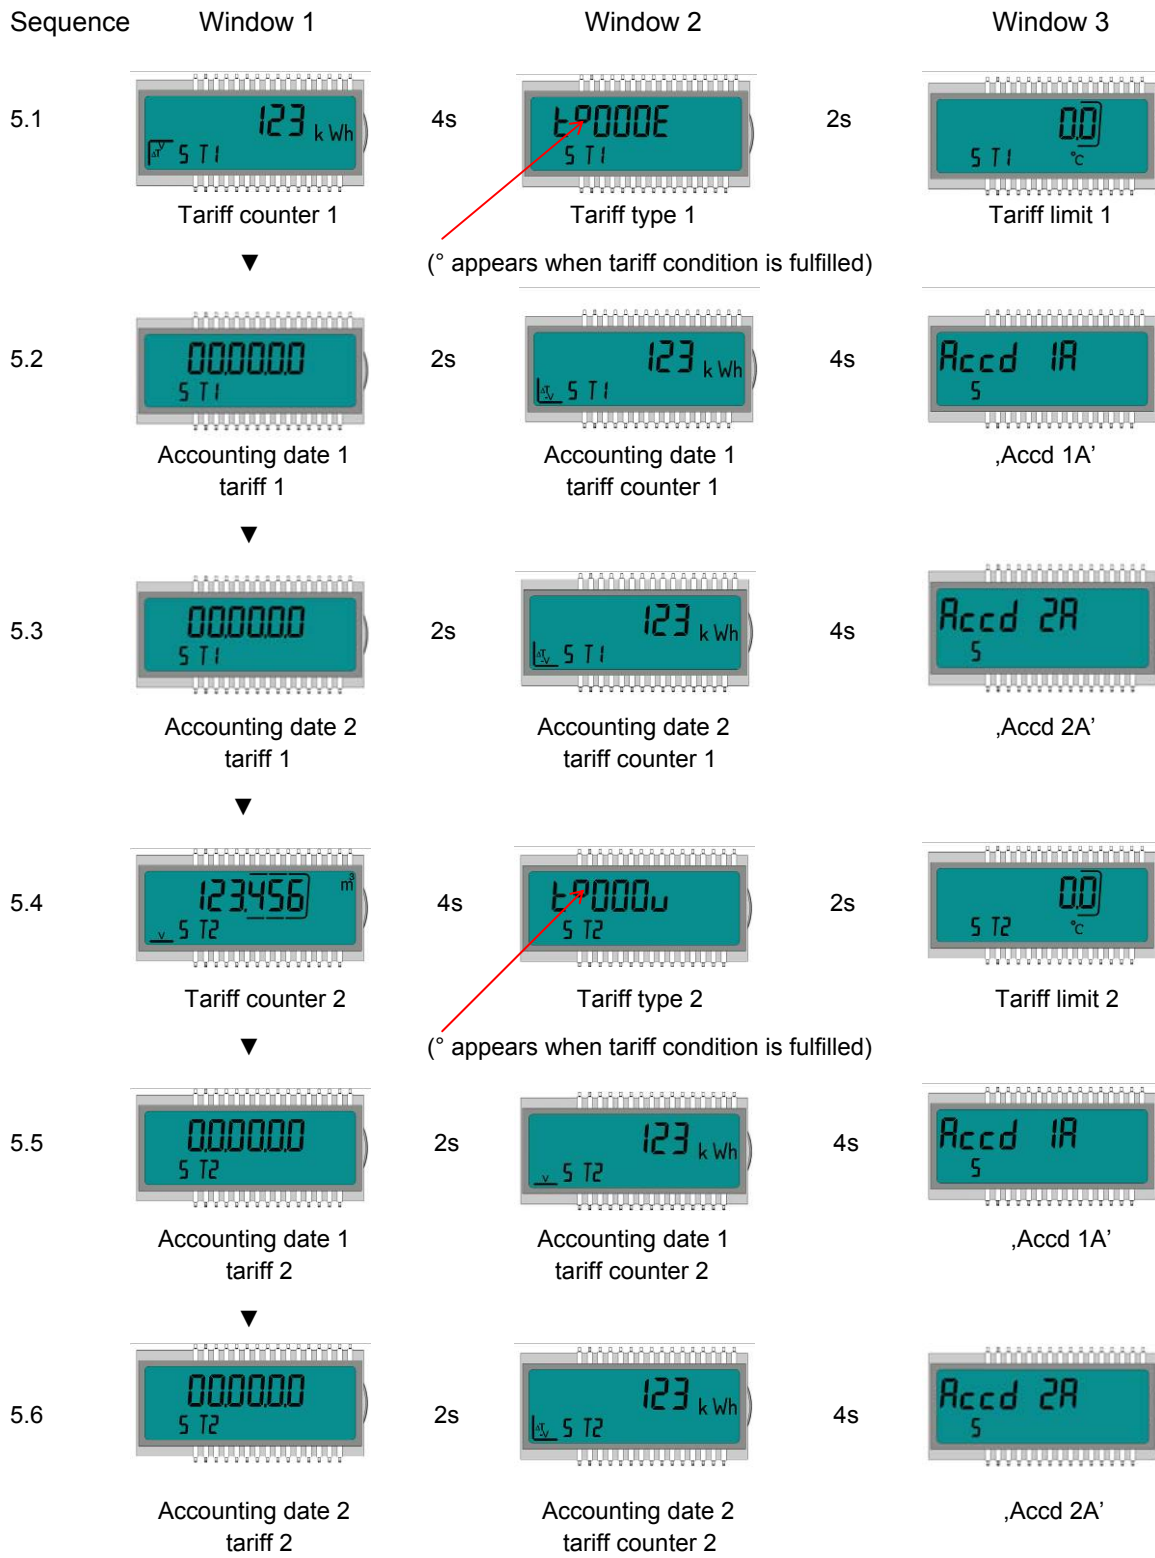 Sequence Window 1 Window 2 Window 3
5.1 123 kWh 4s t°000E 2s 0.0
ΔT V 5 T1 5 T1 5 T1 °C
Tariff counter 1 Tariff type 1 Tariff limit 1
▼ (° appears when tariff condition is fulfilled)
5.2 00.00.00 2s 123 kWh 4s Accd 1A
5 T1 ΔT V 5 T1 5
Accounting date 1 Accounting date 1 ‚Accd 1A’
tariff 1 tariff counter 1
▼
5.3 00.00.00 2s 123 kWh 4s Accd 2A
5 T1 ΔT V 5 T1 5
Accounting date 2 Accounting date 2 ‚Accd 2A’
tariff 1 tariff counter 1
▼
5.4 123.456 m³ 4s t°000u 2s 0.0
V 5 T2 5 T2 5 T2 °C
Tariff counter 2 Tariff type 2 Tariff limit 2
▼ (° appears when tariff condition is fulfilled)
5.5 00.00.00 2s 123 kWh 4s Accd 1A
5 T2 V 5 T2 5
Accounting date 1 Accounting date 1 ‚Accd 1A’
tariff 2 tariff counter 2
▼
5.6 00.00.00 2s 123 kWh 4s Accd 2A
5 T2 ΔT V 5 T2 5
Accounting date 2 Accounting date 2 ‚Accd 2A’
tariff 2 tariff counter 2